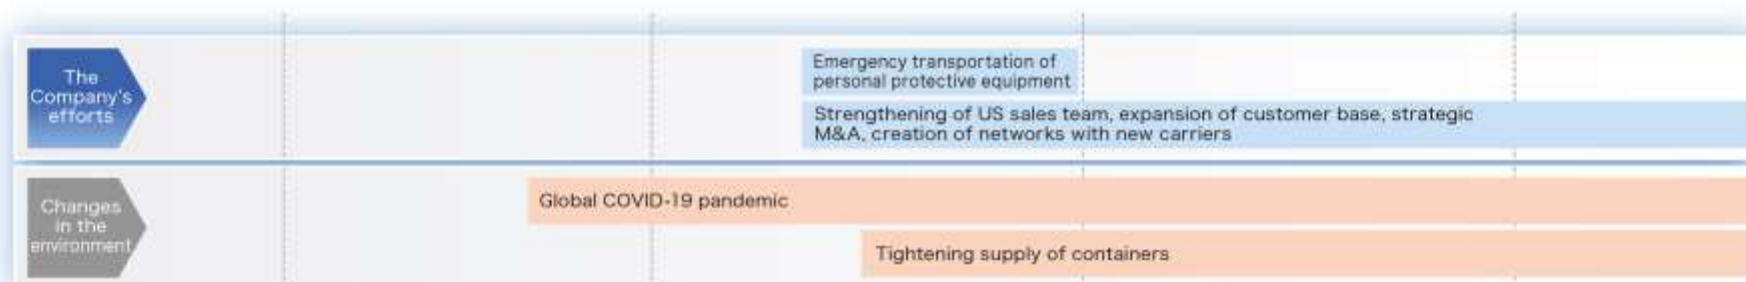 The
Company's
efforts
Emergency transportation of
personal protective equipment
Strengthening of US sales team, expansion of customer base, strategic
M&A, creation of networks with new carriers
Changes
in the
environment
Global COVID-19 pandemic
Tightening supply of containers